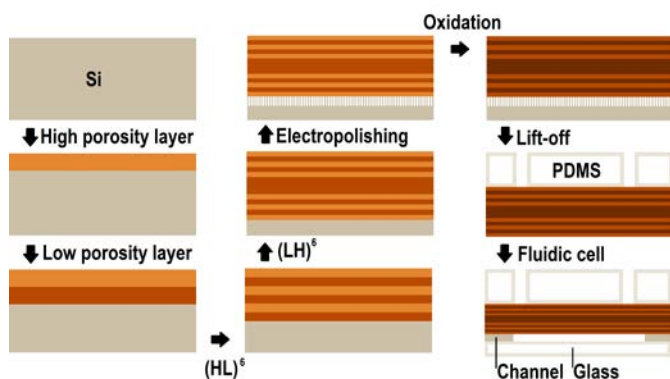 Si
High porosity layer
Low porosity layer
(HL)⁶
(LH)⁶
Electropolishing
Oxidation
Lift-off
PDMS
Fluidic cell
Channel Glass